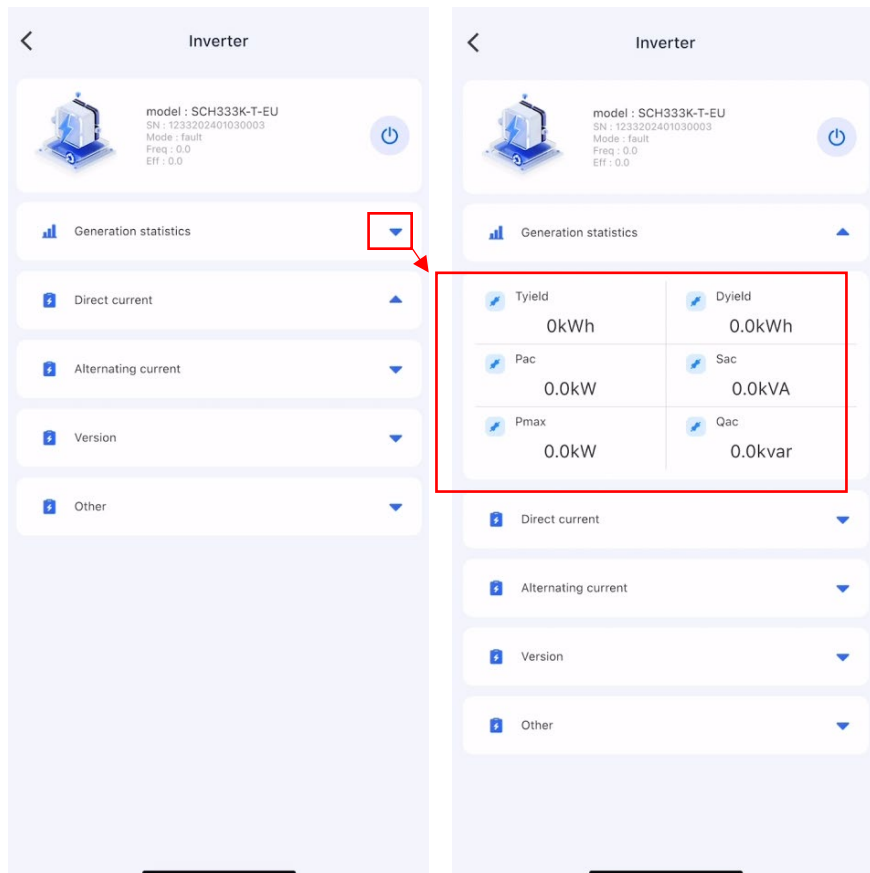 Inverter
model : SCH333K-T-EU
SN : 1233202401030003
Mode : fault
Freq : 0.0
Eff : 0.0
Generation statistics
Direct current
Alternating current
Version
Other
Inverter
model : SCH333K-T-EU
SN : 1233202401030003
Mode : fault
Freq : 0.0
Eff : 0.0
Generation statistics
Tyield
0kWh
Dyield
0.0kWh
Pac
0.0kW
Sac
0.0kVA
Pmax
0.0kW
Qac
0.0kvar
Direct current
Alternating current
Version
Other